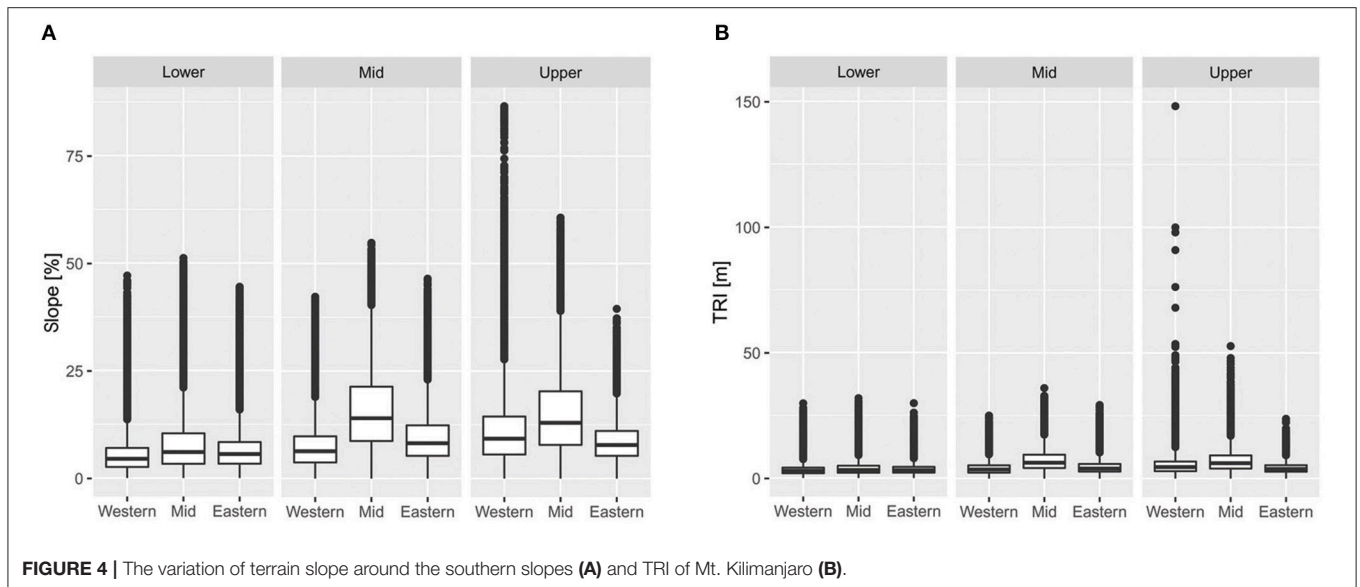 A
B
Lower Mid Upper
Lower Mid Upper
Slope [%]
75
50
25
0
TRI [m]
150
100
50
0
Western Mid Eastern Western Mid Eastern Western Mid Eastern
Western Mid Eastern Western Mid Eastern Western Mid Eastern
FIGURE 4 | The variation of terrain slope around the southern slopes (A) and TRI of Mt. Kilimanjaro (B).